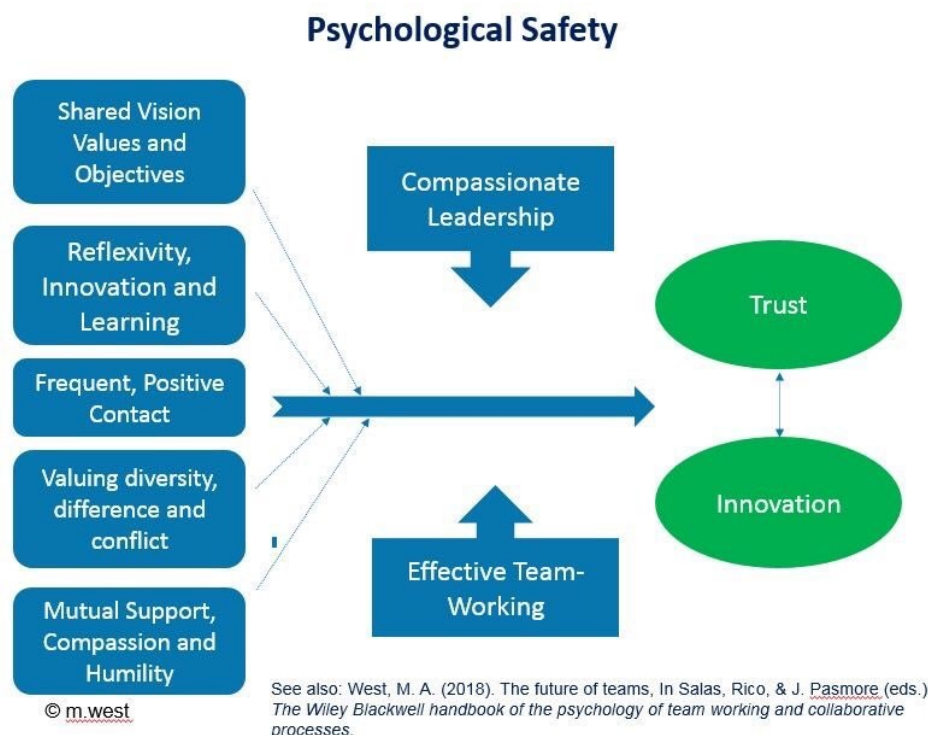 Psychological Safety
Shared Vision
Values and
Objectives
Reflexivity,
Innovation and
Learning
Frequent, Positive
Contact
Valuing diversity,
difference and
conflict
Mutual Support,
Compassion and
Humility
© m.west
Compassionate
Leadership
Effective Team-
Working
Trust
Innovation
See also: West, M. A. (2018). The future of teams, In Salas, Rico, & J. Pasmore (eds.)
The Wiley Blackwell handbook of the psychology of team working and collaborative
processes.